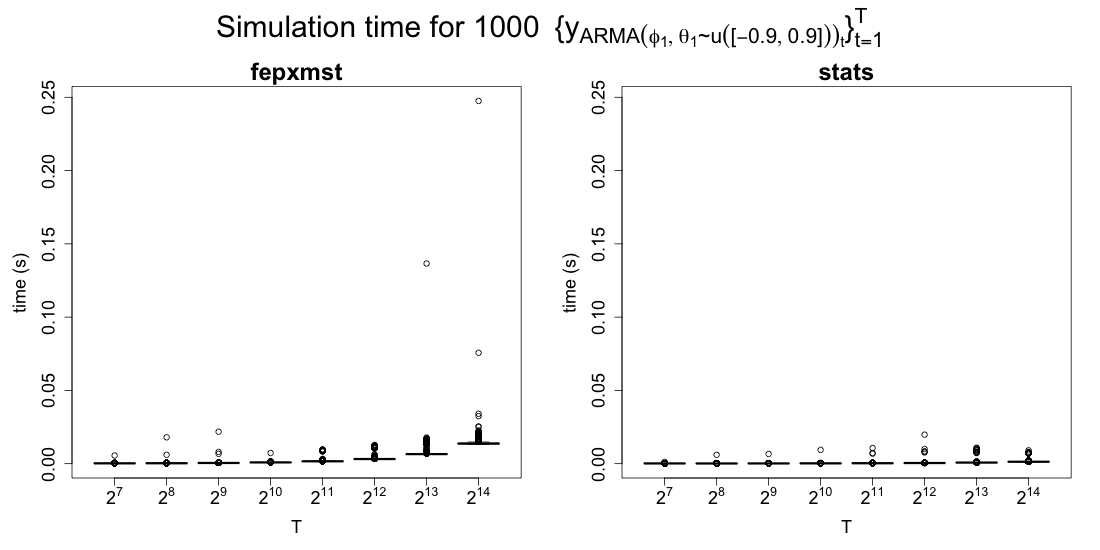 Simulation time for 1000 {y_ARMA(ϕ₁, θ₁~u([−0.9, 0.9]))_t}_t=1^T
fepxmst
stats
time (s)
0.25
0.20
0.15
0.10
0.05
0.00
2^7 2^8 2^9 2^10 2^11 2^12 2^13 2^14
T
time (s)
0.25
0.20
0.15
0.10
0.05
0.00
2^7 2^8 2^9 2^10 2^11 2^12 2^13 2^14
T